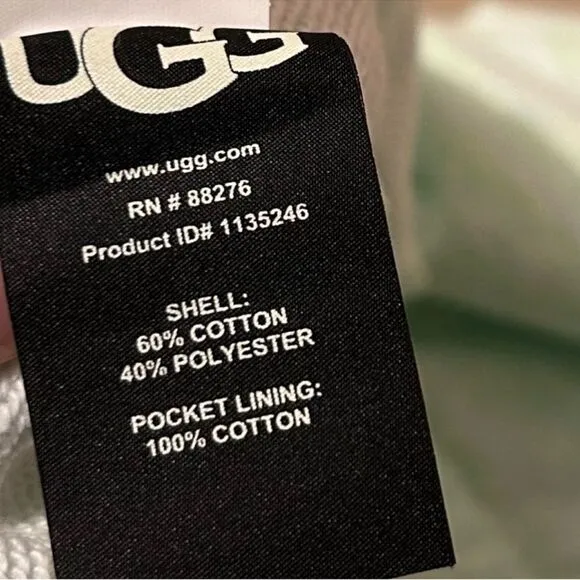 UGG
www.ugg.com
RN # 88276
Product ID# 1135246
SHELL:
60% COTTON
40% POLYESTER
POCKET LINING:
100% COTTON